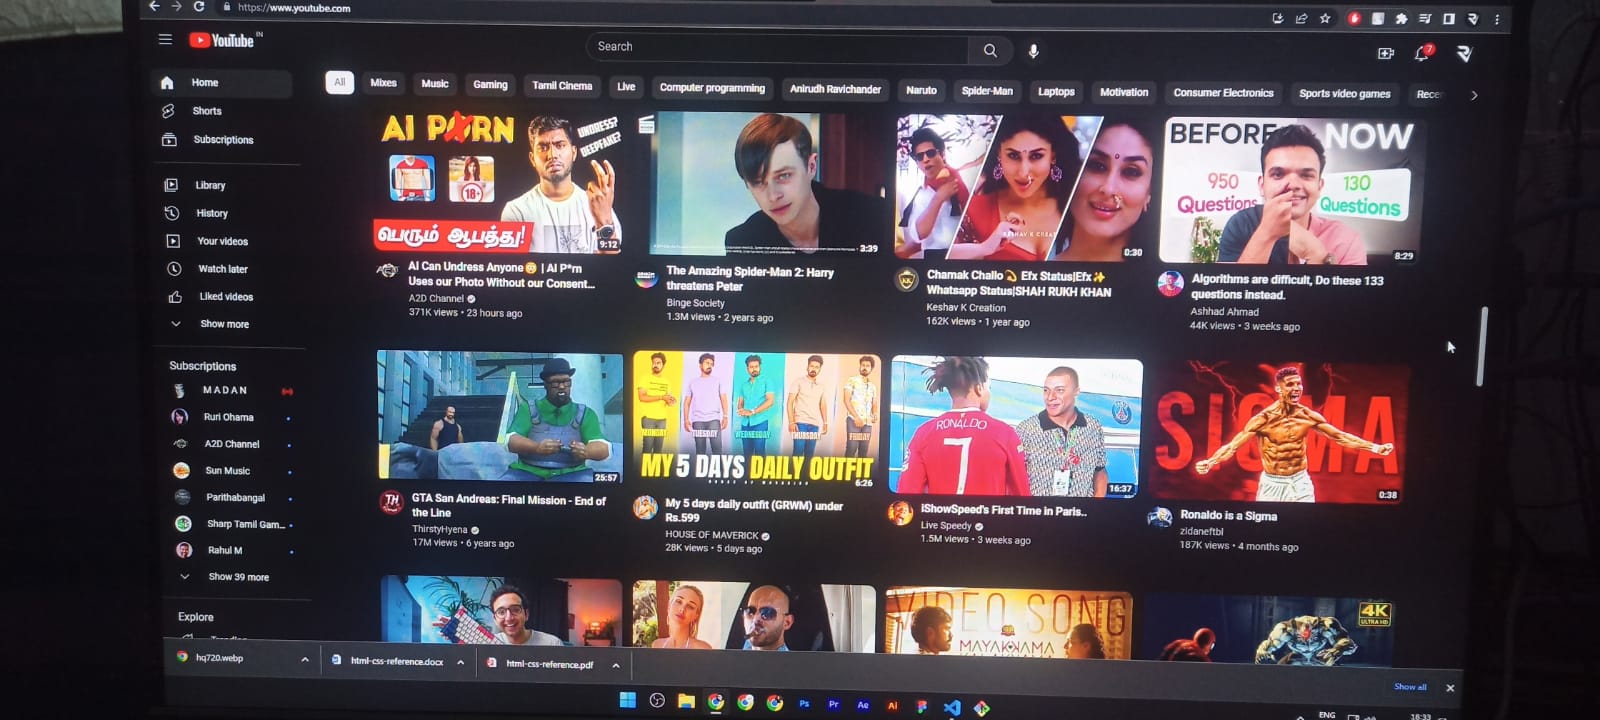 https://www.youtube.com
YouTube IN
Search
7
Home
Shorts
Subscriptions
Library
History
Your videos
Watch later
Liked videos
Show more
Subscriptions
M A D A N
Ruri Ohama
A2D Channel
Sun Music
Parithabangal
Sharp Tamil Gam...
Rahul M
Show 39 more
Explore
All
Mixes
Music
Gaming
Tamil Cinema
Live
Computer programming
Anirudh Ravichander
Naruto
Spider-Man
Laptops
Motivation
Consumer Electronics
Sports video games
Rece
AI PORN
UNDRESS?
DEEPFAKE?
18+
பெரும் ஆபத்து!
9:12
AI Can Undress Anyone😳 | AI P*rn
Uses our Photo Without our Consent...
A2D Channel
371K views • 23 hours ago
3:39
The Amazing Spider-Man 2: Harry
threatens Peter
Binge Society
1.3M views • 2 years ago
0:30
Chamak Challo💫 Efx Status|Efx✨
Whatsapp Status|SHAH RUKH KHAN
Keshav K Creation
162K views • 1 year ago
BEFORE NOW
950 Questions
130 Questions
8:29
Algorithms are difficult, Do these 133
questions instead.
Ashhad Ahmad
44K views • 3 weeks ago
25:57
GTA San Andreas: Final Mission - End of
the Line
ThirstyHyena
17M views • 6 years ago
MONDAY TUESDAY WEDNESDAY THURSDAY FRIDAY
MY 5 DAYS DAILY OUTFIT
HOUSE OF MAVERICK
6:26
My 5 days daily outfit (GRWM) under
Rs.599
HOUSE OF MAVERICK
28K views • 5 days ago
RONALDO
7
16:37
IShowSpeed's First Time in Paris..
Live Speedy
1.5M views • 3 weeks ago
SIGMA
0:38
Ronaldo is a Sigma
zidaneftbl
187K views • 4 months ago
VIDEO SONG
MAYAKKAMA
4K
ULTRA HD
hq720.webp
html-css-reference.docx
html-css-reference.pdf
Show all
Ps
Pr
Ae
Ai
ENG
16:33